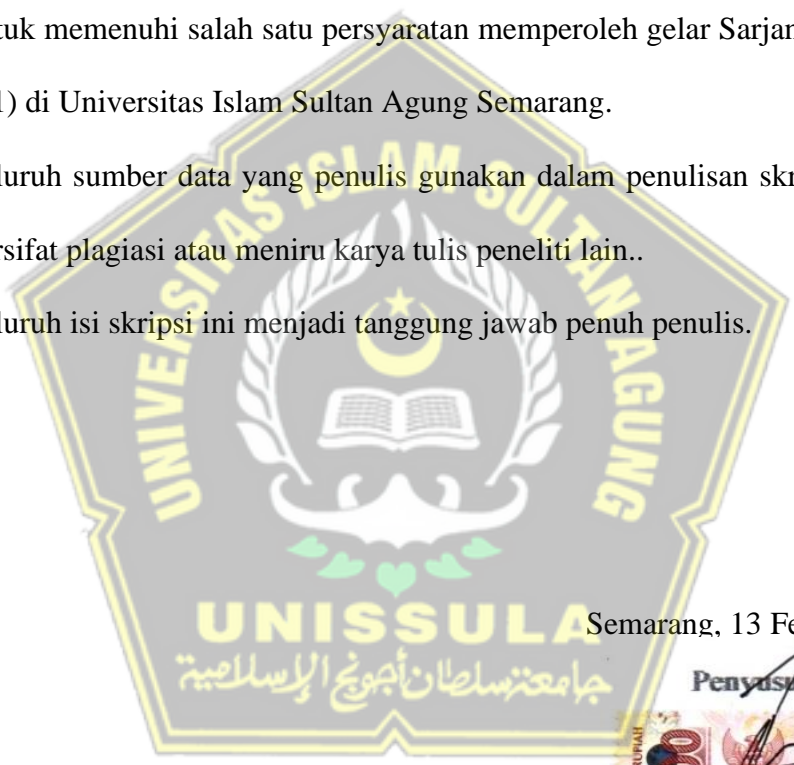 tuk memenuhi salah satu persyaratan memperoleh gelar Sarjan
1) di Universitas Islam Sultan Agung Semarang.
luruh sumber data yang penulis gunakan dalam penulisan skr
rsifat plagiasi atau meniru karya tulis peneliti lain..
luruh isi skripsi ini menjadi tanggung jawab penuh penulis.
UNIVERSITAS ISLAM SULTAN AGUNG
UNISSULA
جامعة سلطان أجونج الإسلامية
Semarang, 13 Fe
Penyusu
RUPIAH